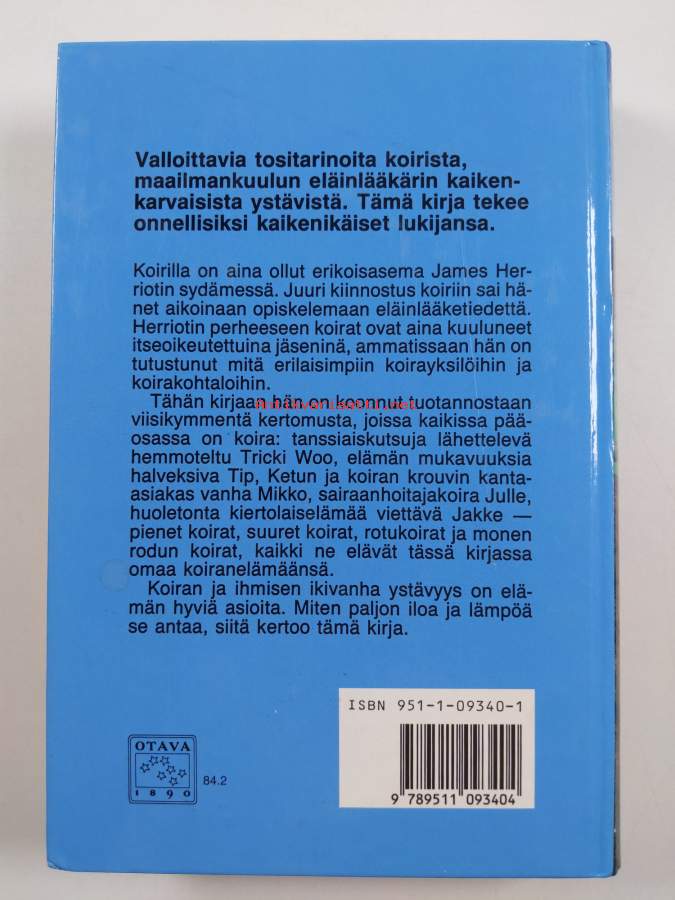 Valloittavia tositarinoita koirista,
maailmankuulun eläinlääkärin kaiken-
karvaisista ystävistä. Tämä kirja tekee
onnellisiksi kaikenikäiset lukijansa.
Koirilla on aina ollut erikoisasema James Her-
riotin sydämessä. Juuri kiinnostus koiriin sai hä-
net aikoinaan opiskelemaan eläinlääketiedettä.
Herriotin perheeseen koirat ovat aina kuuluneet
itseoikeutettuina jäseninä, ammatissaan hän on
tutustunut mitä erilaisimpiin koirayksilöihin ja
koirakohtaloihin.
Tähän kirjaan hän on koonnut tuotannostaan
viisikymmentä kertomusta, joissa kaikissa pää-
osassa on koira: tanssiaiskutsuja lähettelevä
hemmoteltu Tricki Woo, elämän mukavuuksia
halveksiva Tip, Ketun ja koiran krouvin kanta-
asiakas vanha Mikko, sairaanhoitajakoira Julle,
huoletonta kiertolaiselämää viettävä Jakke —
pienet koirat, suuret koirat, rotukoirat ja monen
rodun koirat, kaikki ne elävät tässä kirjassa
omaa koiranelämäänsä.
Koiran ja ihmisen ikivanha ystävyys on elä-
män hyviä asioita. Miten paljon iloa ja lämpöä
se antaa, siitä kertoo tämä kirja.
ISBN 951-1-09340-1
9 789511 093404
OTAVA
1890
84.2
Antikvariaatti.net